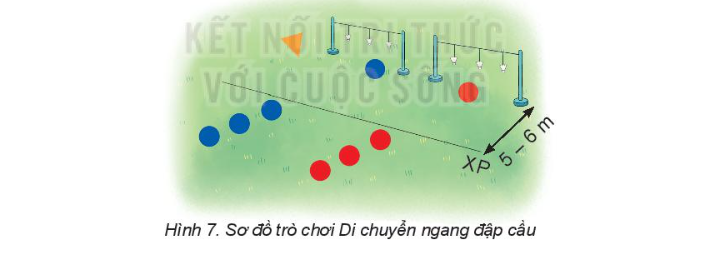 KẾT NỐI TRI THỨC
VỚI CUỘC SỐNG
XP
5 – 6 m
Hình 7. Sơ đồ trò chơi Di chuyển ngang đập cầu